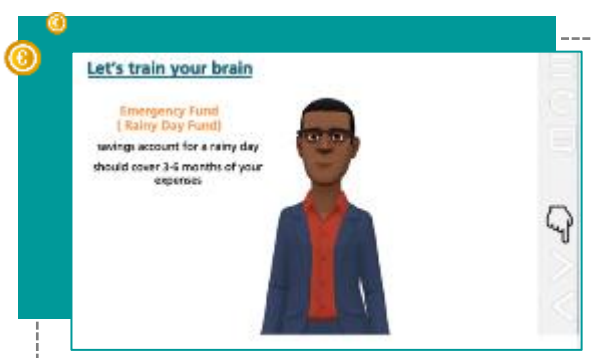 Let's train your brain
Emergency Fund
( Rainy Day Fund)
savings account for a rainy day
should cover 3-6 months of your
expenses